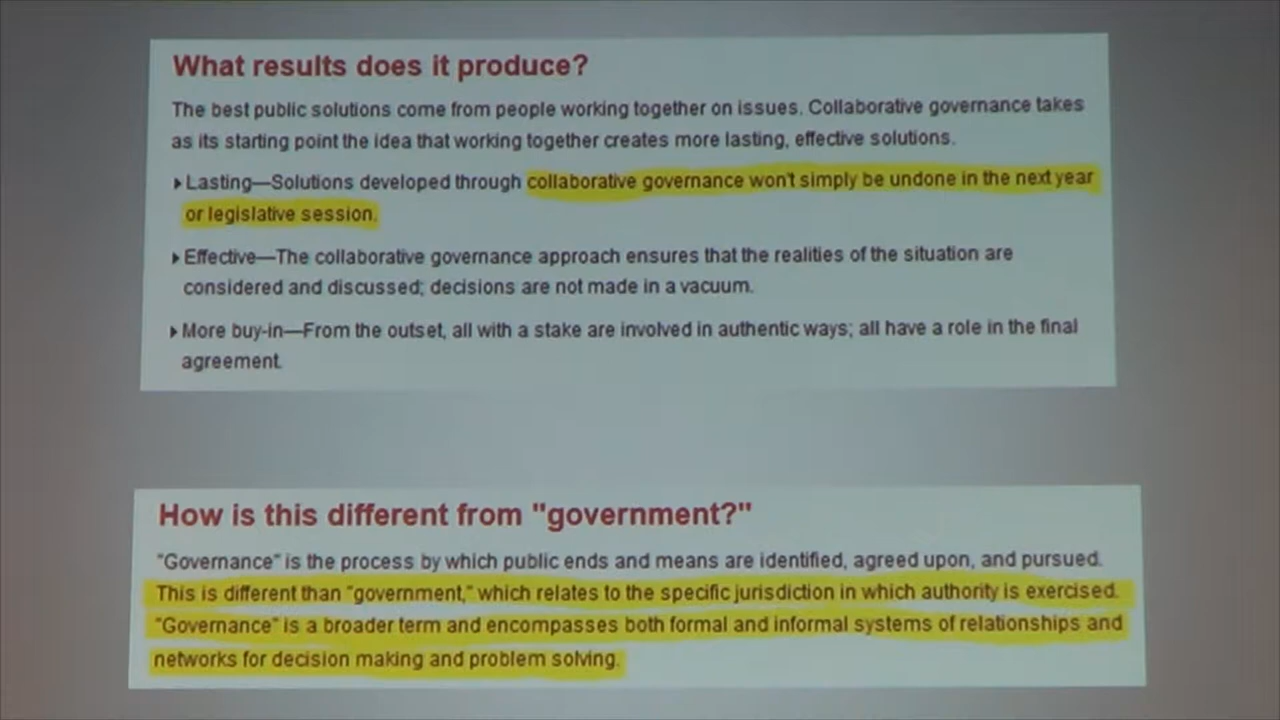 What results does it produce?
The best public solutions come from people working together on issues. Collaborative governance takes
as its starting point the idea that working together creates more lasting, effective solutions.
Lasting—Solutions developed through collaborative governance won't simply be undone in the next year
or legislative session.
Effective—The collaborative governance approach ensures that the realities of the situation are
considered and discussed; decisions are not made in a vacuum.
More buy-in—From the outset, all with a stake are involved in authentic ways; all have a role in the final
agreement.
How is this different from "government?"
"Governance" is the process by which public ends and means are identified, agreed upon, and pursued.
This is different than "government," which relates to the specific jurisdiction in which authority is exercised.
"Governance" is a broader term and encompasses both formal and informal systems of relationships and
networks for decision making and problem solving.